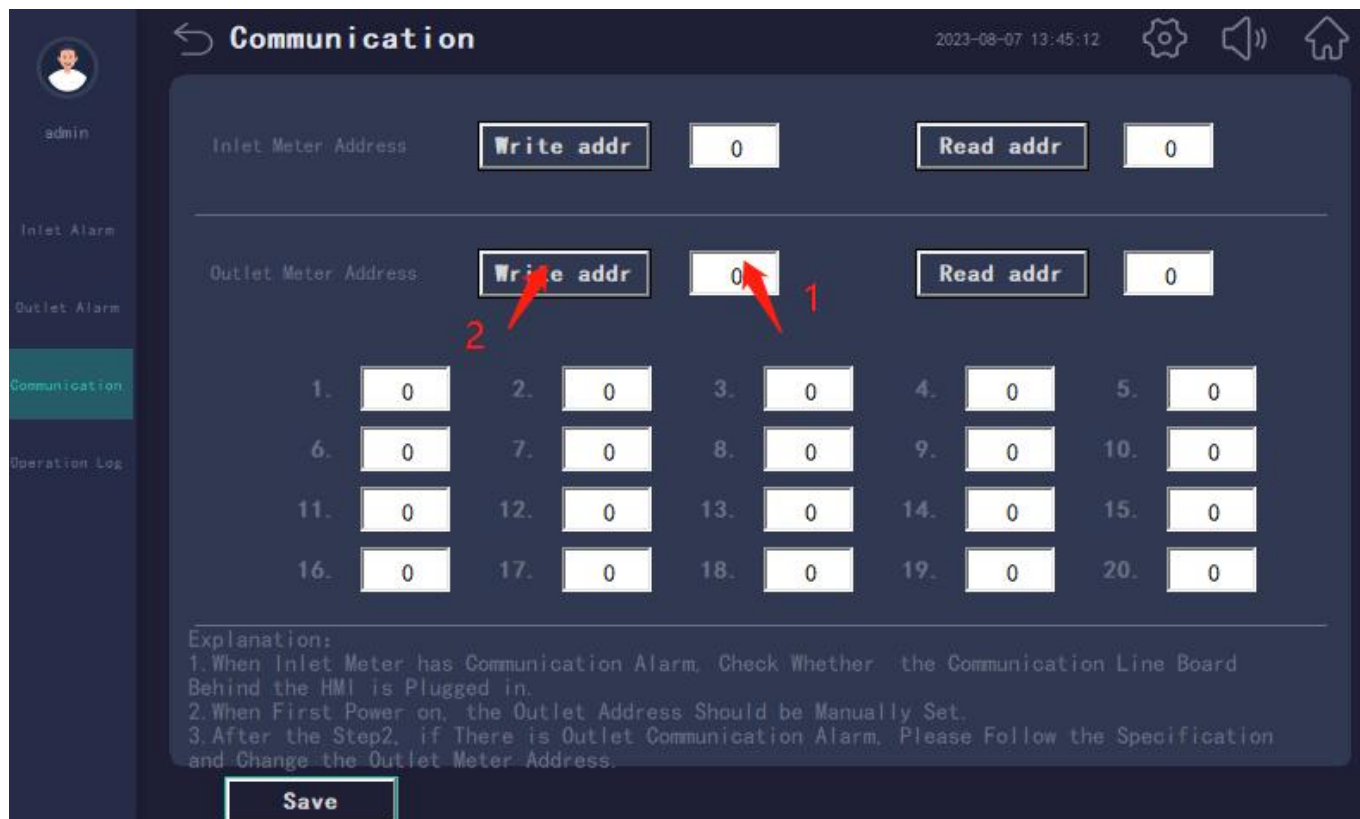 Communication
2023-08-07 13:45:12
admin
Inlet Alarm
Outlet Alarm
Communication
Operation Log
Inlet Meter Address Write addr 0 Read addr 0
Outlet Meter Address Write addr 0 Read addr 0
1
2
1. 0 2. 0 3. 0 4. 0 5. 0
6. 0 7. 0 8. 0 9. 0 10. 0
11. 0 12. 0 13. 0 14. 0 15. 0
16. 0 17. 0 18. 0 19. 0 20. 0
Explanation:
1.When Inlet Meter has Communication Alarm, Check Whether the Communication Line Board
Behind the HMI is Plugged in.
2.When First Power on, the Outlet Address Should be Manually Set.
3.After the Step2, if There is Outlet Communication Alarm, Please Follow the Specification
and Change the Outlet Meter Address.
Save